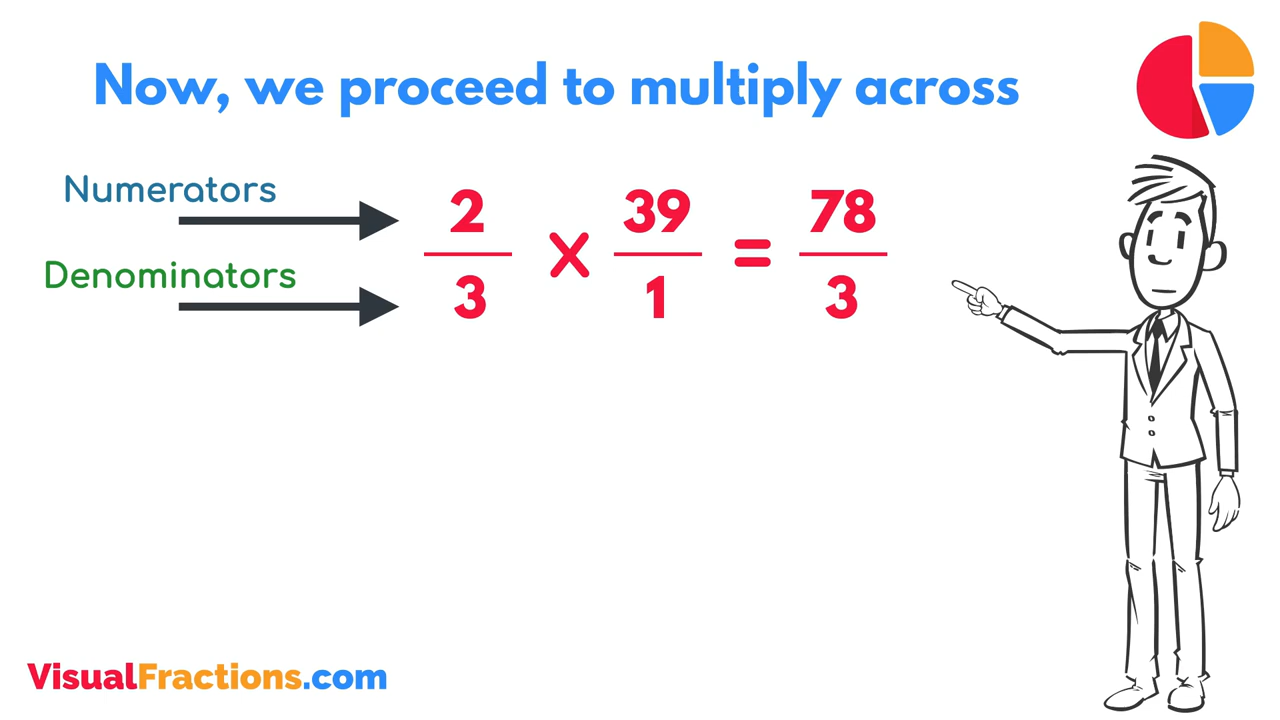 Now, we proceed to multiply across
Numerators
2 39 78
x =
Denominators
3 1 3
VisualFractions.com